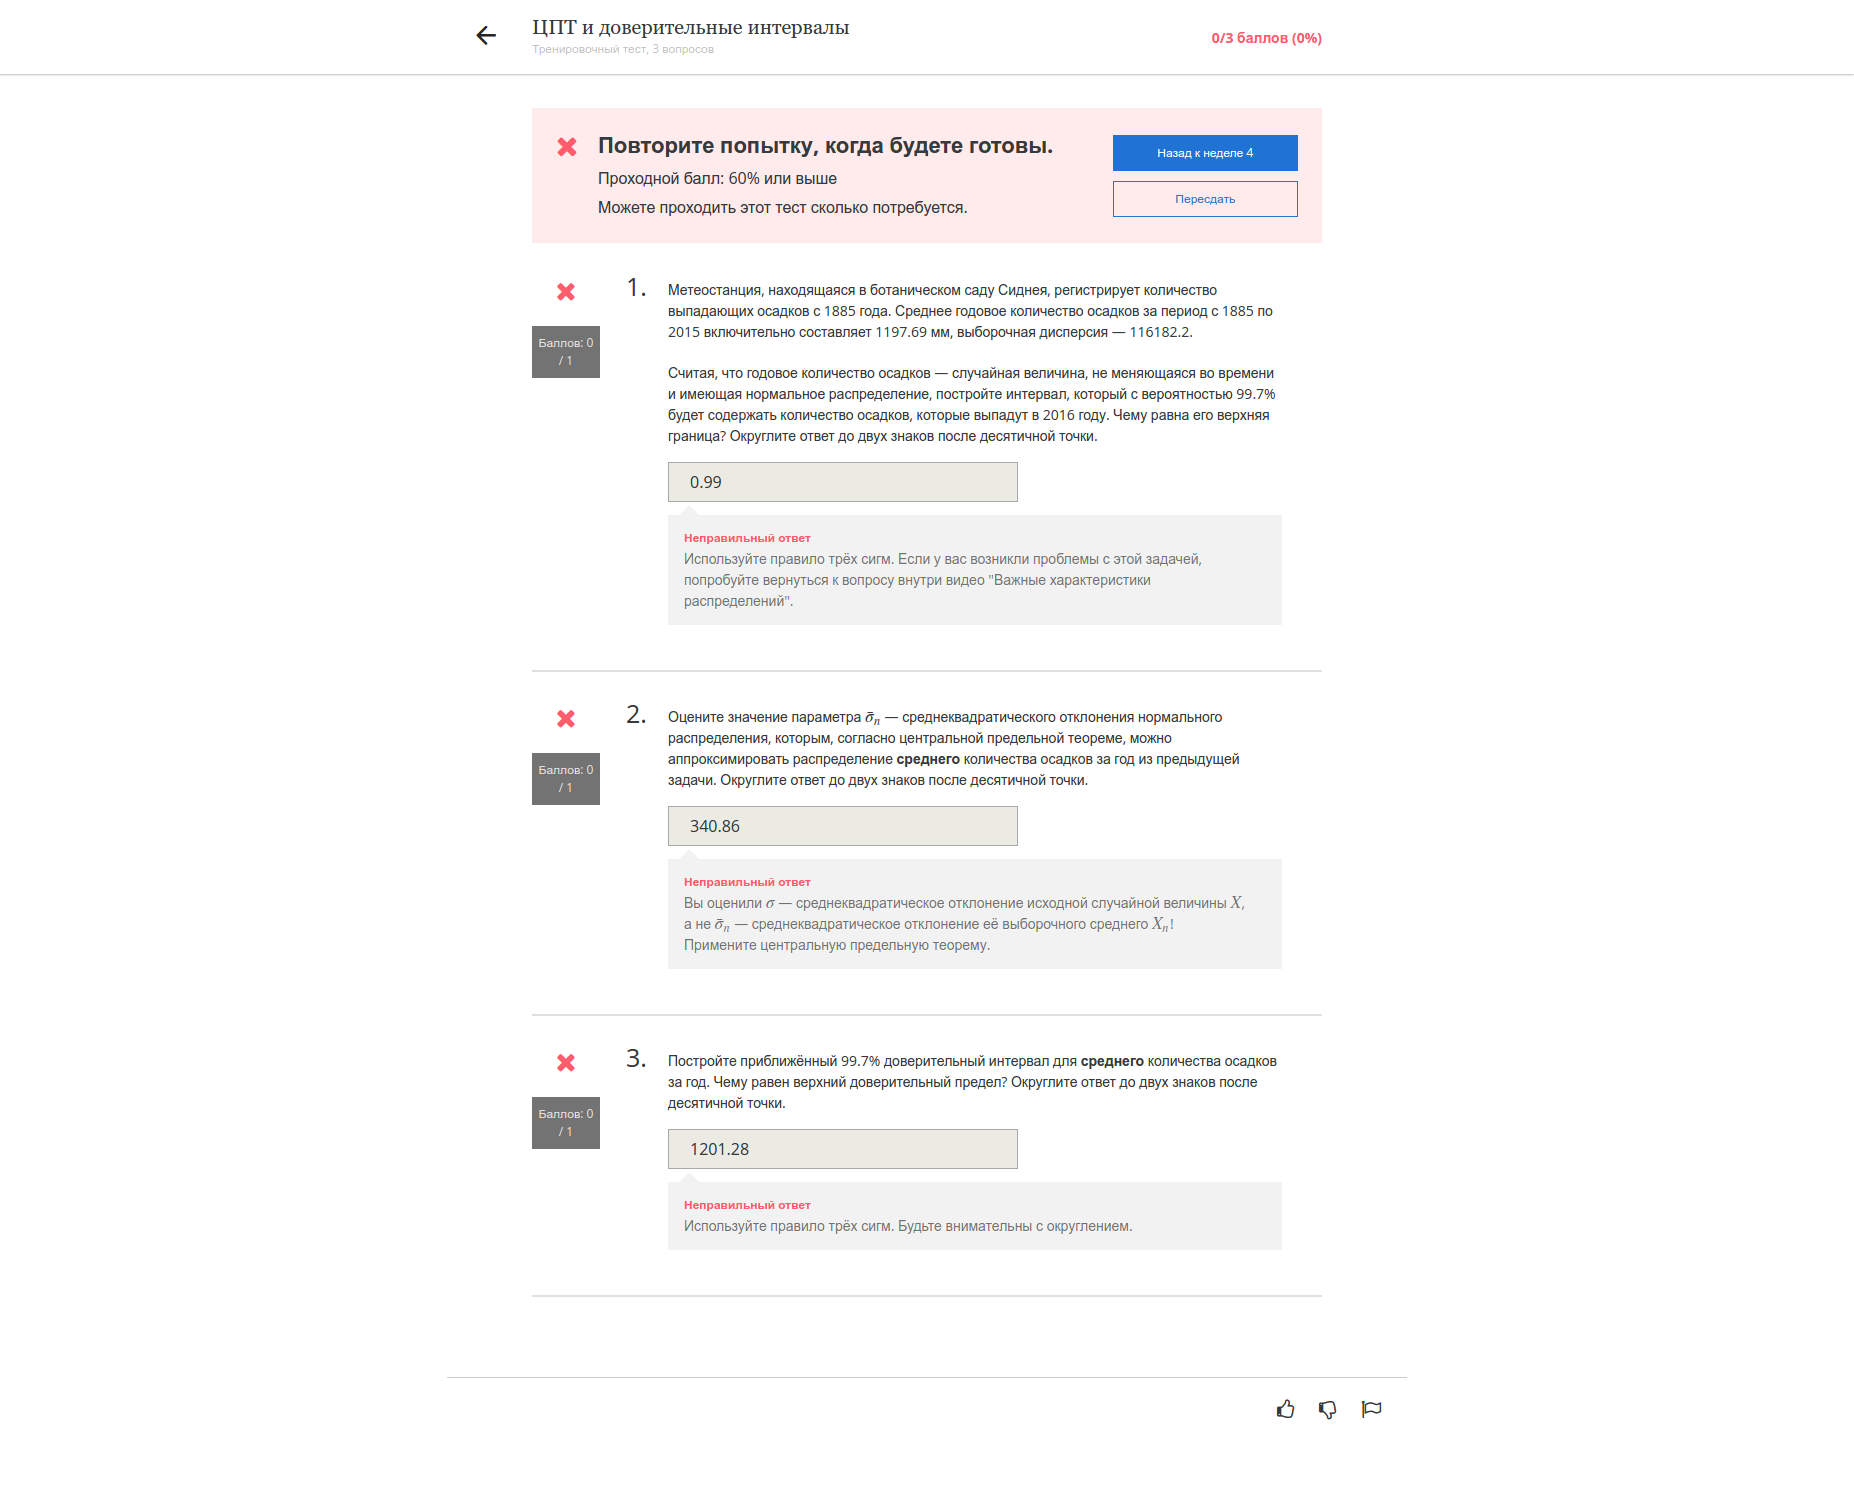 ЦПТ и доверительные интервалы
Тренировочный тест, 3 вопросов
0/3 баллов (0%)
Повторите попытку, когда будете готовы.
Проходной балл: 60% или выше
Можете проходить этот тест сколько потребуется.
Назад к неделе 4
Пересдать
Баллов: 0
/ 1
1.
Метеостанция, находящаяся в ботаническом саду Сиднея, регистрирует количество
выпадающих осадков с 1885 года. Среднее годовое количество осадков за период с 1885 по
2015 включительно составляет 1197.69 мм, выборочная дисперсия — 116182.2.
Считая, что годовое количество осадков — случайная величина, не меняющаяся во времени
и имеющая нормальное распределение, постройте интервал, который с вероятностью 99.7%
будет содержать количество осадков, которые выпадут в 2016 году. Чему равна его верхняя
граница? Округлите ответ до двух знаков после десятичной точки.
0.99
Неправильный ответ
Используйте правило трёх сигм. Если у вас возникли проблемы с этой задачей,
попробуйте вернуться к вопросу внутри видео "Важные характеристики
распределений".
Баллов: 0
/ 1
2.
Оцените значение параметра σ̄ₙ — среднеквадратического отклонения нормального
распределения, которым, согласно центральной предельной теореме, можно
аппроксимировать распределение среднего количества осадков за год из предыдущей
задачи. Округлите ответ до двух знаков после десятичной точки.
340.86
Неправильный ответ
Вы оценили σ — среднеквадратическое отклонение исходной случайной величины X,
а не σ̄ₙ — среднеквадратическое отклонение её выборочного среднего Xₙ!
Примените центральную предельную теорему.
Баллов: 0
/ 1
3.
Постройте приближённый 99.7% доверительный интервал для среднего количества осадков
за год. Чему равен верхний доверительный предел? Округлите ответ до двух знаков после
десятичной точки.
1201.28
Неправильный ответ
Используйте правило трёх сигм. Будьте внимательны с округлением.